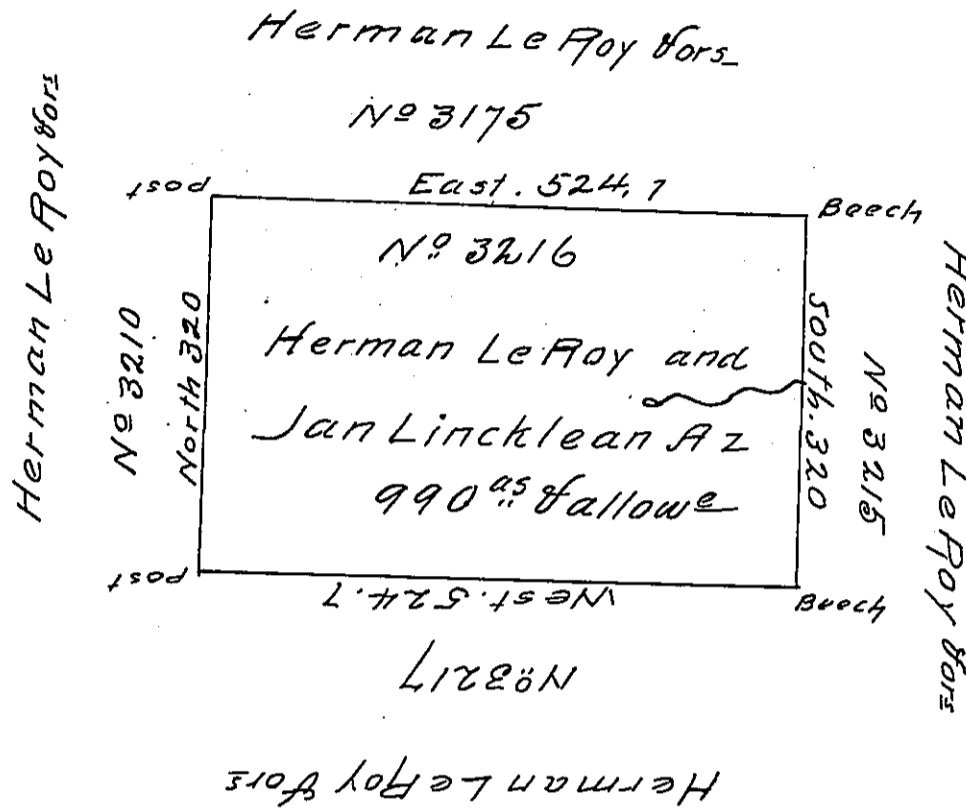 Herman Le Roy & ors
No 3175
post
East. 524,7
Beech
Herman Le Roy & ors
No 3210
North 320
No 3216
Herman Le Roy and
Jan Lincklean Az
990 as & allowe
South. 320
No 3215
Herman Le Roy & ors
post
West. 524.7
Beech
No 3217
Herman Le Roy & ors